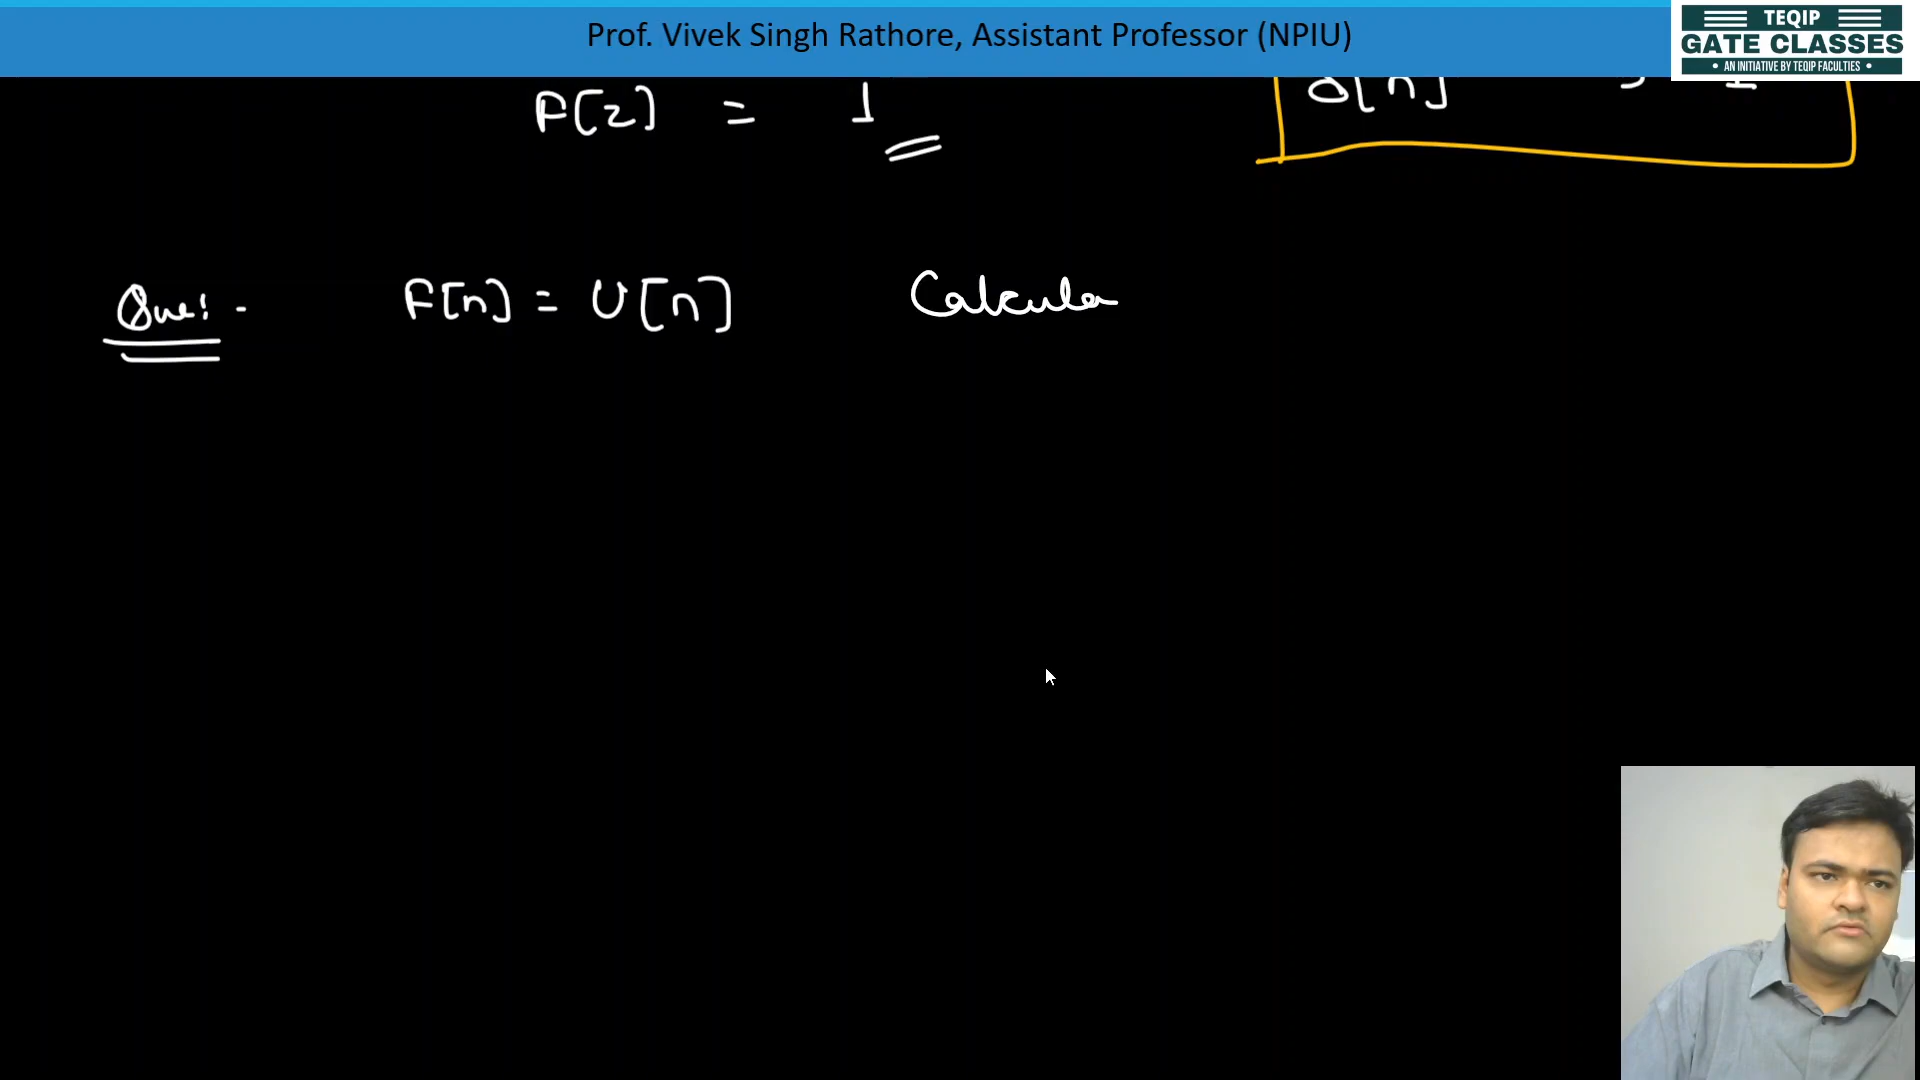 Prof. Vivek Singh Rathore, Assistant Professor (NPIU)
TEQIP
GATE CLASSES
• AN INITIATIVE BY TEQIP FACULTIES •
F[z] = 1
Que: - F[n] = U[n] Calcula